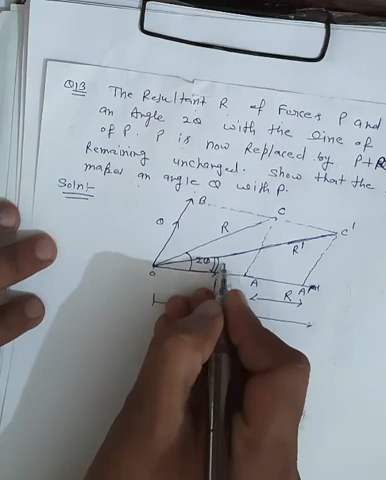 Q13 The Resultant R of Forces P and
an Angle 2θ with the line of
of P. P is now Replaced by P+R
Remaining unchanged. Show that the
makes an angle θ with P.
Soln:-
B
C
C'
Q
R
R'
2θ
O
A
A'
R